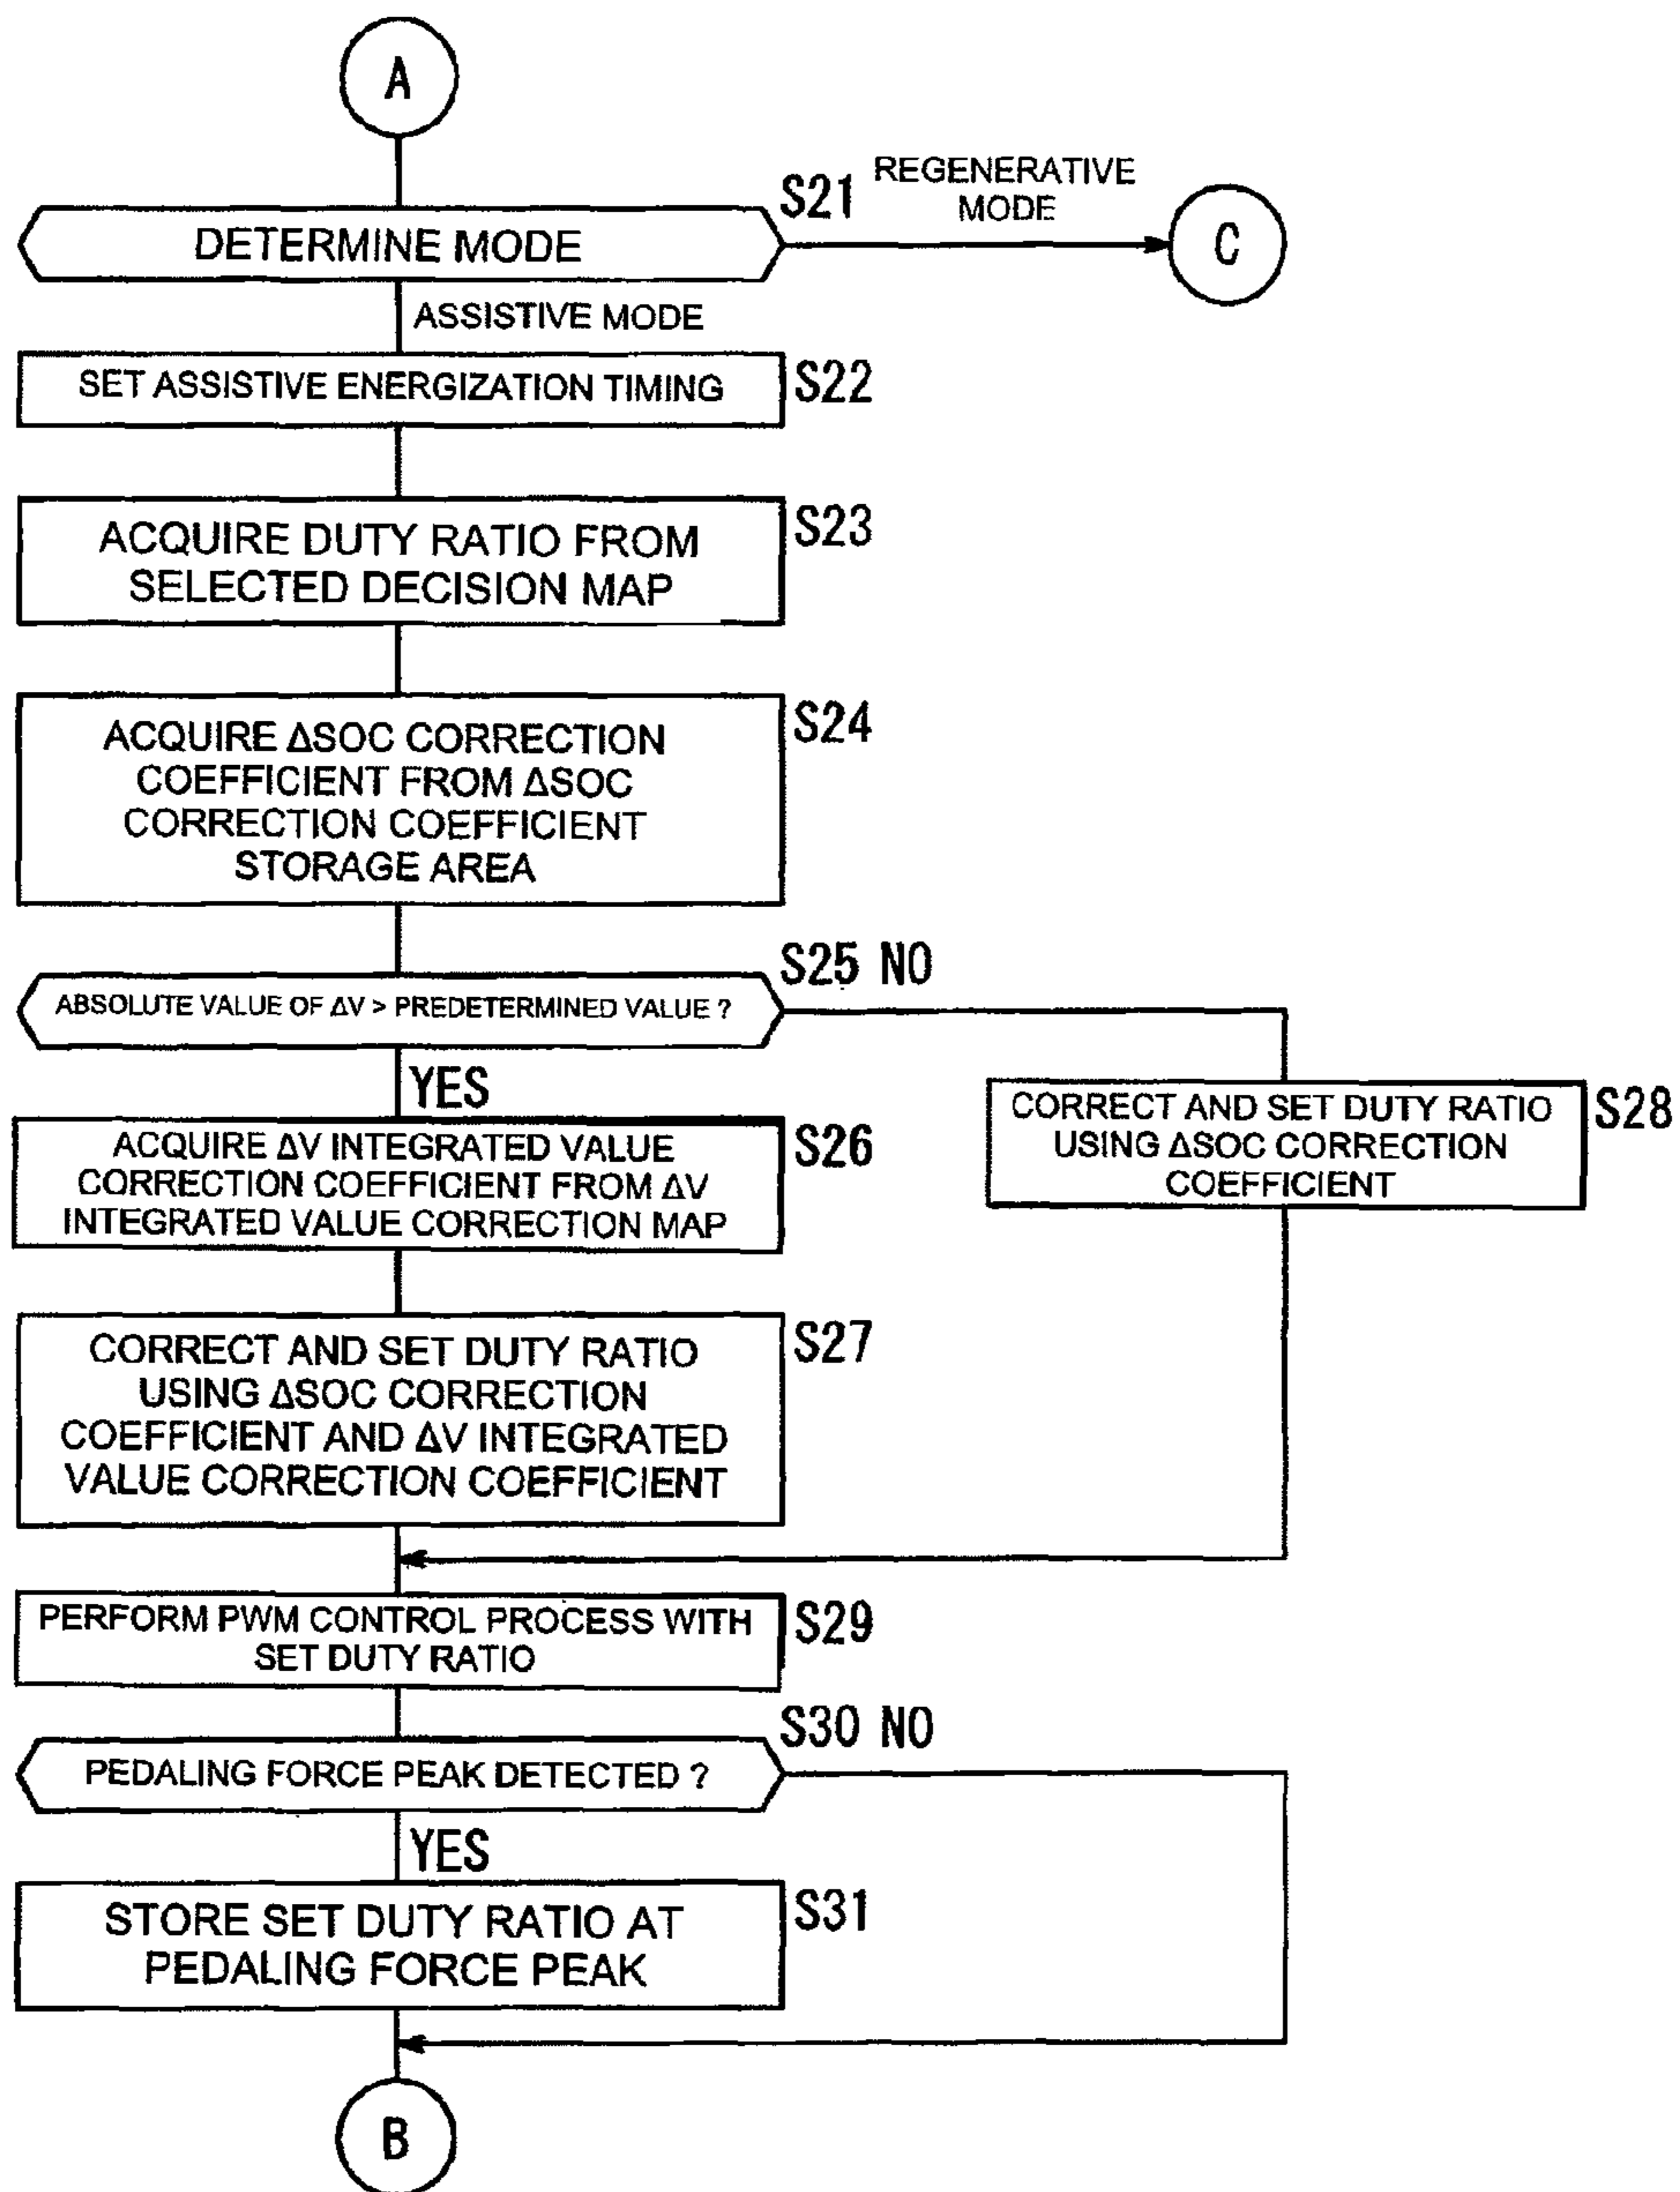 A
S21
REGENERATIVE
MODE
DETERMINE MODE
C
ASSISTIVE MODE
SET ASSISTIVE ENERGIZATION TIMING
S22
ACQUIRE DUTY RATIO FROM
SELECTED DECISION MAP
S23
ACQUIRE ΔSOC CORRECTION
COEFFICIENT FROM ΔSOC
CORRECTION COEFFICIENT
STORAGE AREA
S24
S25 NO
ABSOLUTE VALUE OF ΔV > PREDETERMINED VALUE ?
YES
ACQUIRE ΔV INTEGRATED VALUE
CORRECTION COEFFICIENT FROM ΔV
INTEGRATED VALUE CORRECTION MAP
S26
CORRECT AND SET DUTY RATIO
USING ΔSOC CORRECTION
COEFFICIENT
S28
CORRECT AND SET DUTY RATIO
USING ΔSOC CORRECTION
COEFFICIENT AND ΔV INTEGRATED
VALUE CORRECTION COEFFICIENT
S27
PERFORM PWM CONTROL PROCESS WITH
SET DUTY RATIO
S29
S30 NO
PEDALING FORCE PEAK DETECTED ?
YES
STORE SET DUTY RATIO AT
PEDALING FORCE PEAK
S31
B